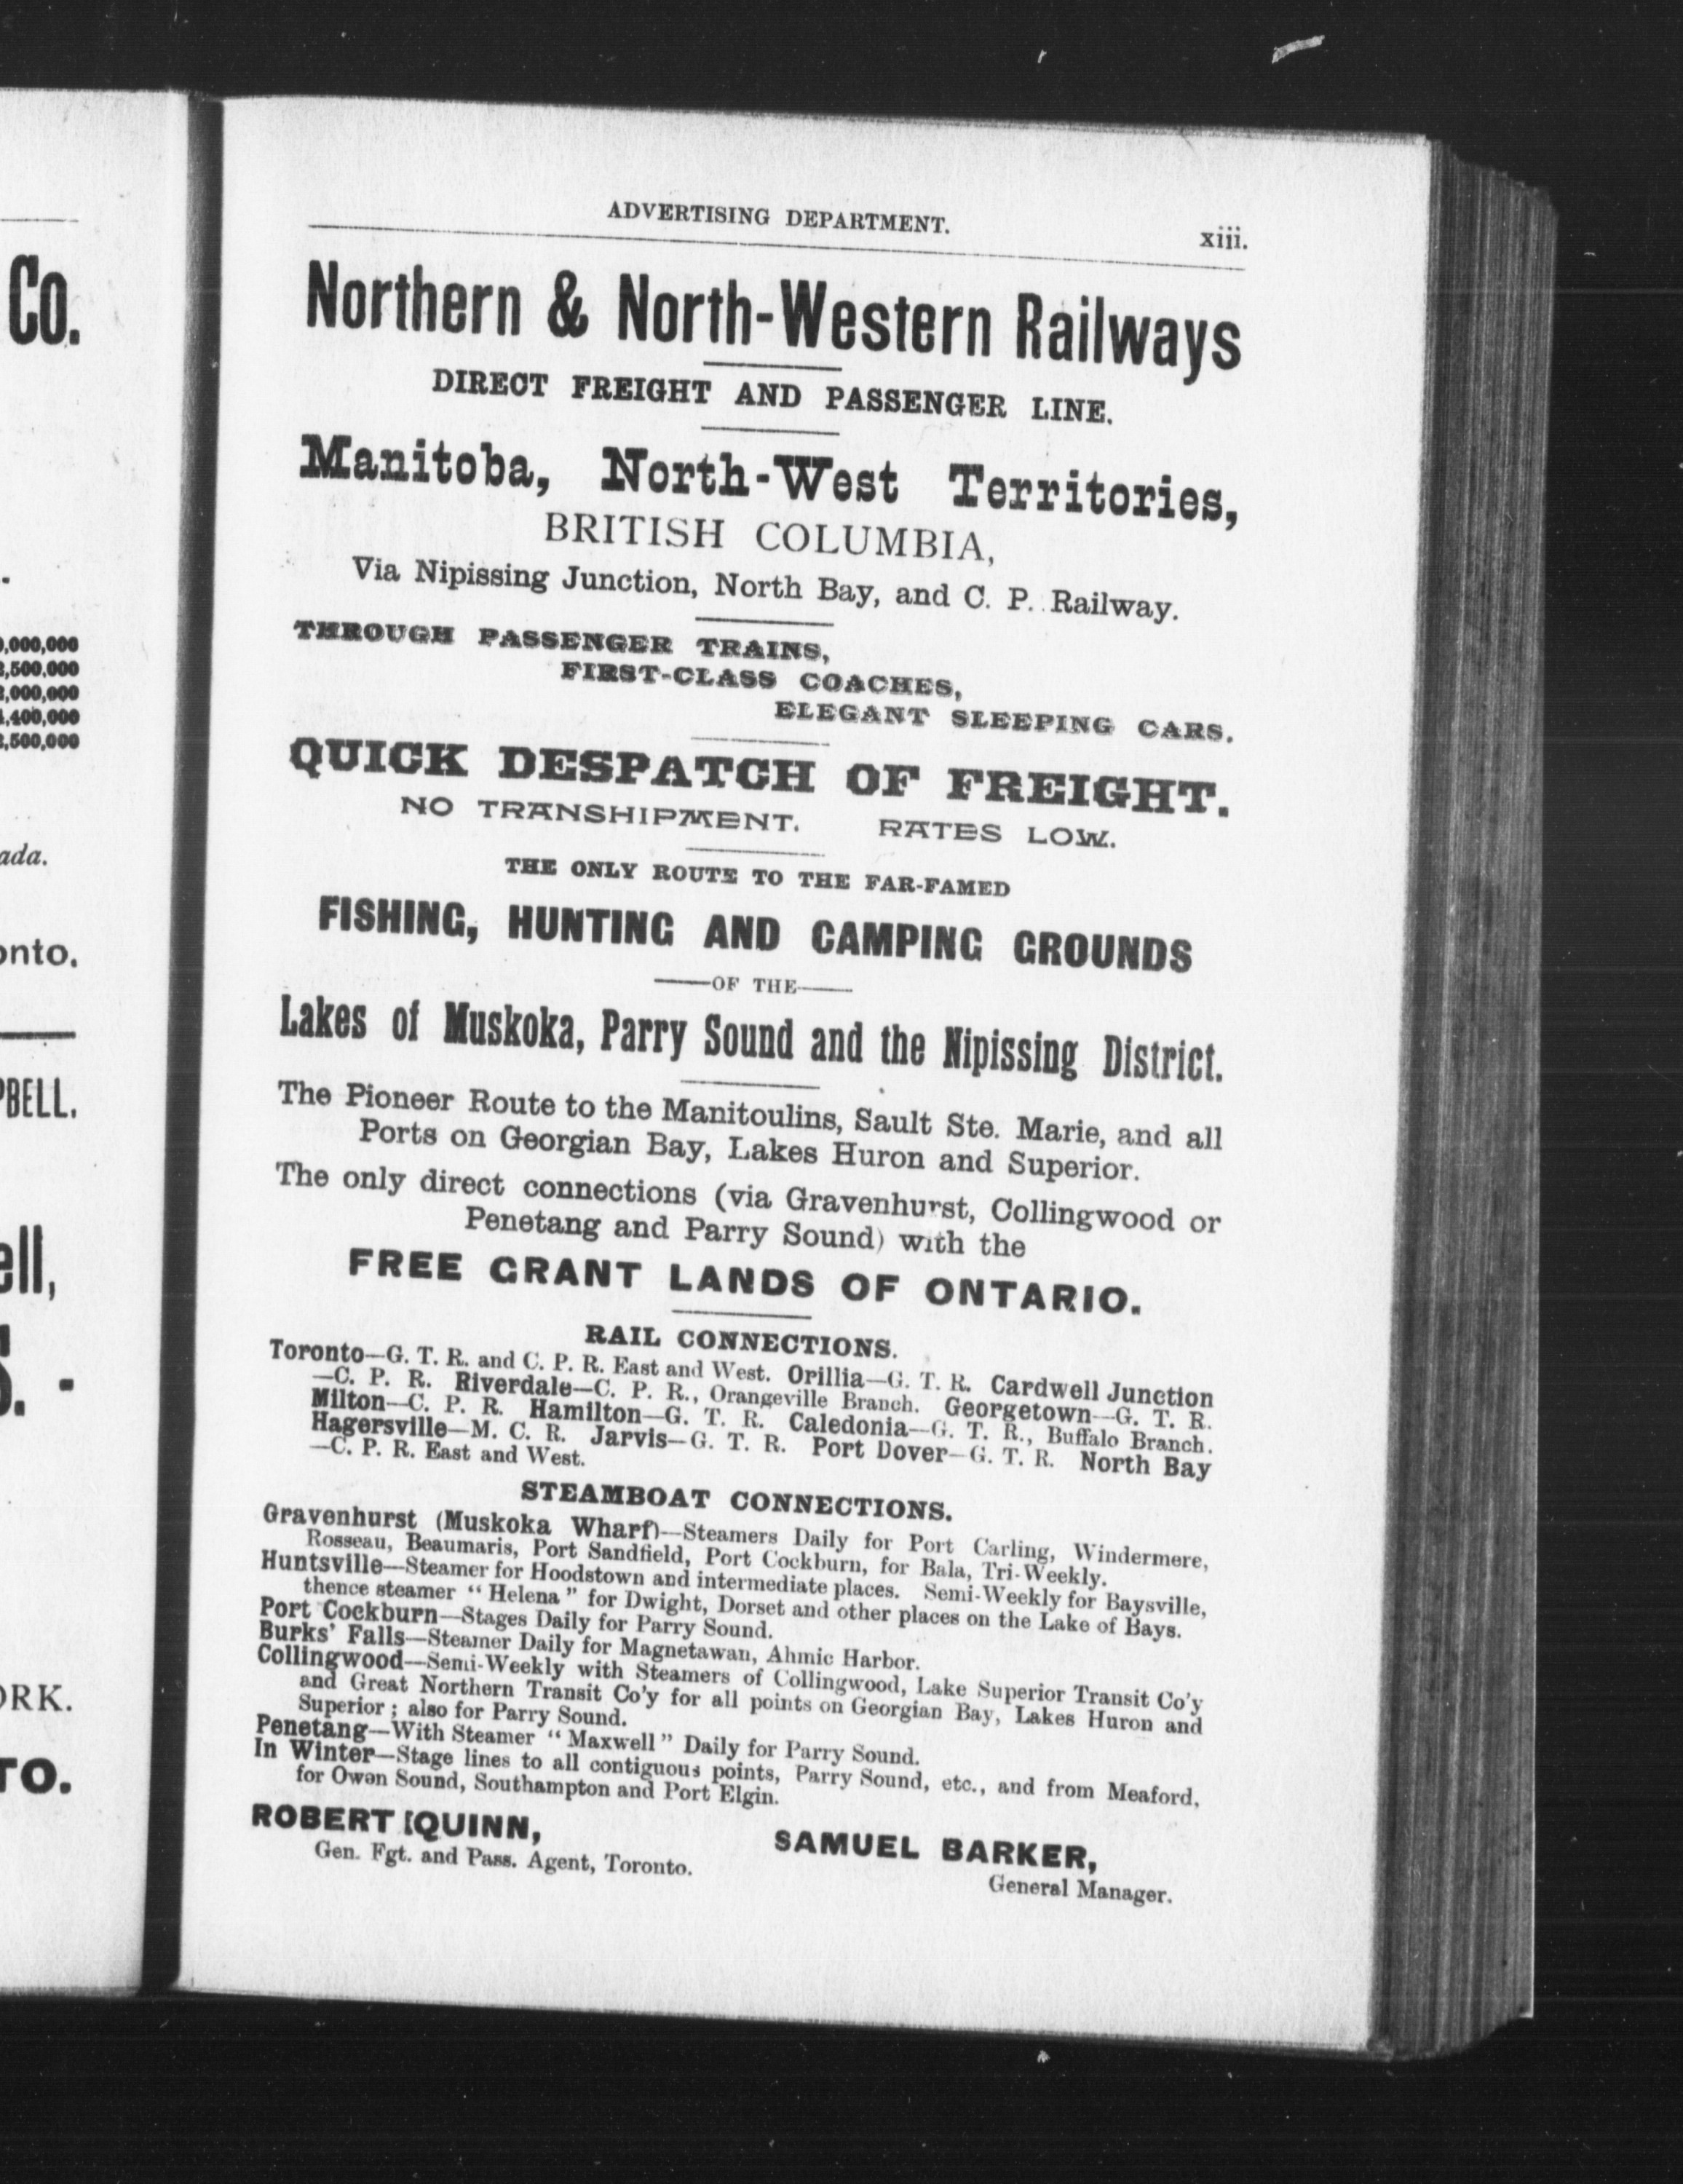 Co.
,000,000
,500,000
,000,000
,400,000
,500,000
ada.
onto.
BELL.
ell,
ORK.
TO.
ADVERTISING DEPARTMENT.
xiii.
Northern & North-Western Railways
DIRECT FREIGHT AND PASSENGER LINE.
Manitoba, North-West Territories,
BRITISH COLUMBIA,
Via Nipissing Junction, North Bay, and C. P. Railway.
THROUGH PASSENGER TRAINS,
FIRST-CLASS COACHES,
ELEGANT SLEEPING CARS.
QUICK DESPATCH OF FREIGHT.
NO TRANSHIPMENT. RATES LOW.
THE ONLY ROUTE TO THE FAR-FAMED
FISHING, HUNTING AND CAMPING GROUNDS
——OF THE——
Lakes of Muskoka, Parry Sound and the Nipissing District.
The Pioneer Route to the Manitoulins, Sault Ste. Marie, and all
Ports on Georgian Bay, Lakes Huron and Superior.
The only direct connections (via Gravenhurst, Collingwood or
Penetang and Parry Sound) with the
FREE GRANT LANDS OF ONTARIO.
RAIL CONNECTIONS.
Toronto—G. T. R. and C. P. R. East and West. Orillia—G. T. R. Cardwell Junction
—C. P. R. Riverdale—C. P. R., Orangeville Branch. Georgetown—G. T. R.
Milton—C. P. R. Hamilton—G. T. R. Caledonia—G. T. R., Buffalo Branch.
Hagersville—M. C. R. Jarvis—G. T. R. Port Dover—G. T. R. North Bay
—C. P. R. East and West.
STEAMBOAT CONNECTIONS.
Gravenhurst (Muskoka Wharf)—Steamers Daily for Port Carling, Windermere,
Rosseau, Beaumaris, Port Sandfield, Port Cockburn, for Bala, Tri-Weekly.
Huntsville—Steamer for Hoodstown and intermediate places. Semi-Weekly for Baysville,
thence steamer "Helena" for Dwight, Dorset and other places on the Lake of Bays.
Port Cockburn—Stages Daily for Parry Sound.
Burks' Falls—Steamer Daily for Magnetawan, Ahmic Harbor.
Collingwood—Semi-Weekly with Steamers of Collingwood, Lake Superior Transit Co'y
and Great Northern Transit Co'y for all points on Georgian Bay, Lakes Huron and
Superior; also for Parry Sound.
Penetang—With Steamer "Maxwell" Daily for Parry Sound.
In Winter—Stage lines to all contiguous points, Parry Sound, etc., and from Meaford,
for Owen Sound, Southampton and Port Elgin.
ROBERT QUINN,
Gen. Fgt. and Pass. Agent, Toronto.
SAMUEL BARKER,
General Manager.